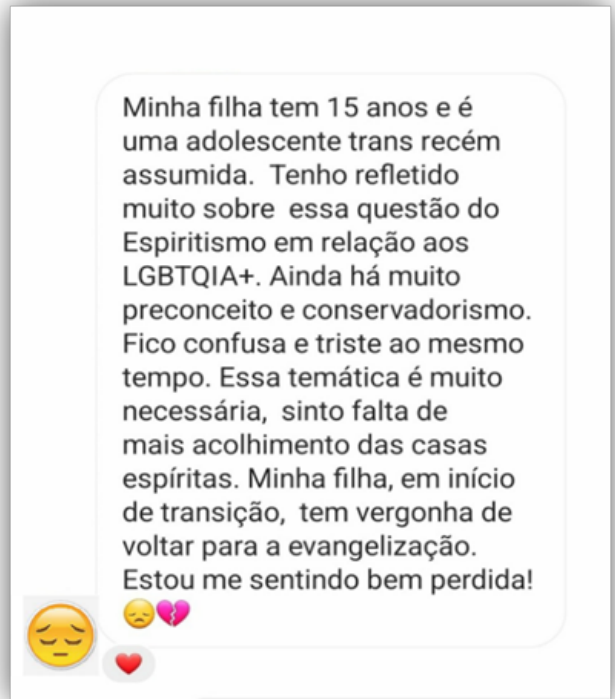 Minha filha tem 15 anos e é
uma adolescente trans recém
assumida.  Tenho refletido
muito sobre  essa questão do
Espiritismo em relação aos
LGBTQIA+. Ainda há muito
preconceito e conservadorismo.
Fico confusa e triste ao mesmo
tempo. Essa temática é muito
necessária,  sinto falta de
mais acolhimento das casas
espíritas. Minha filha, em início
de transição,  tem vergonha de
voltar para a evangelização.
Estou me sentindo bem perdida!
😞💔